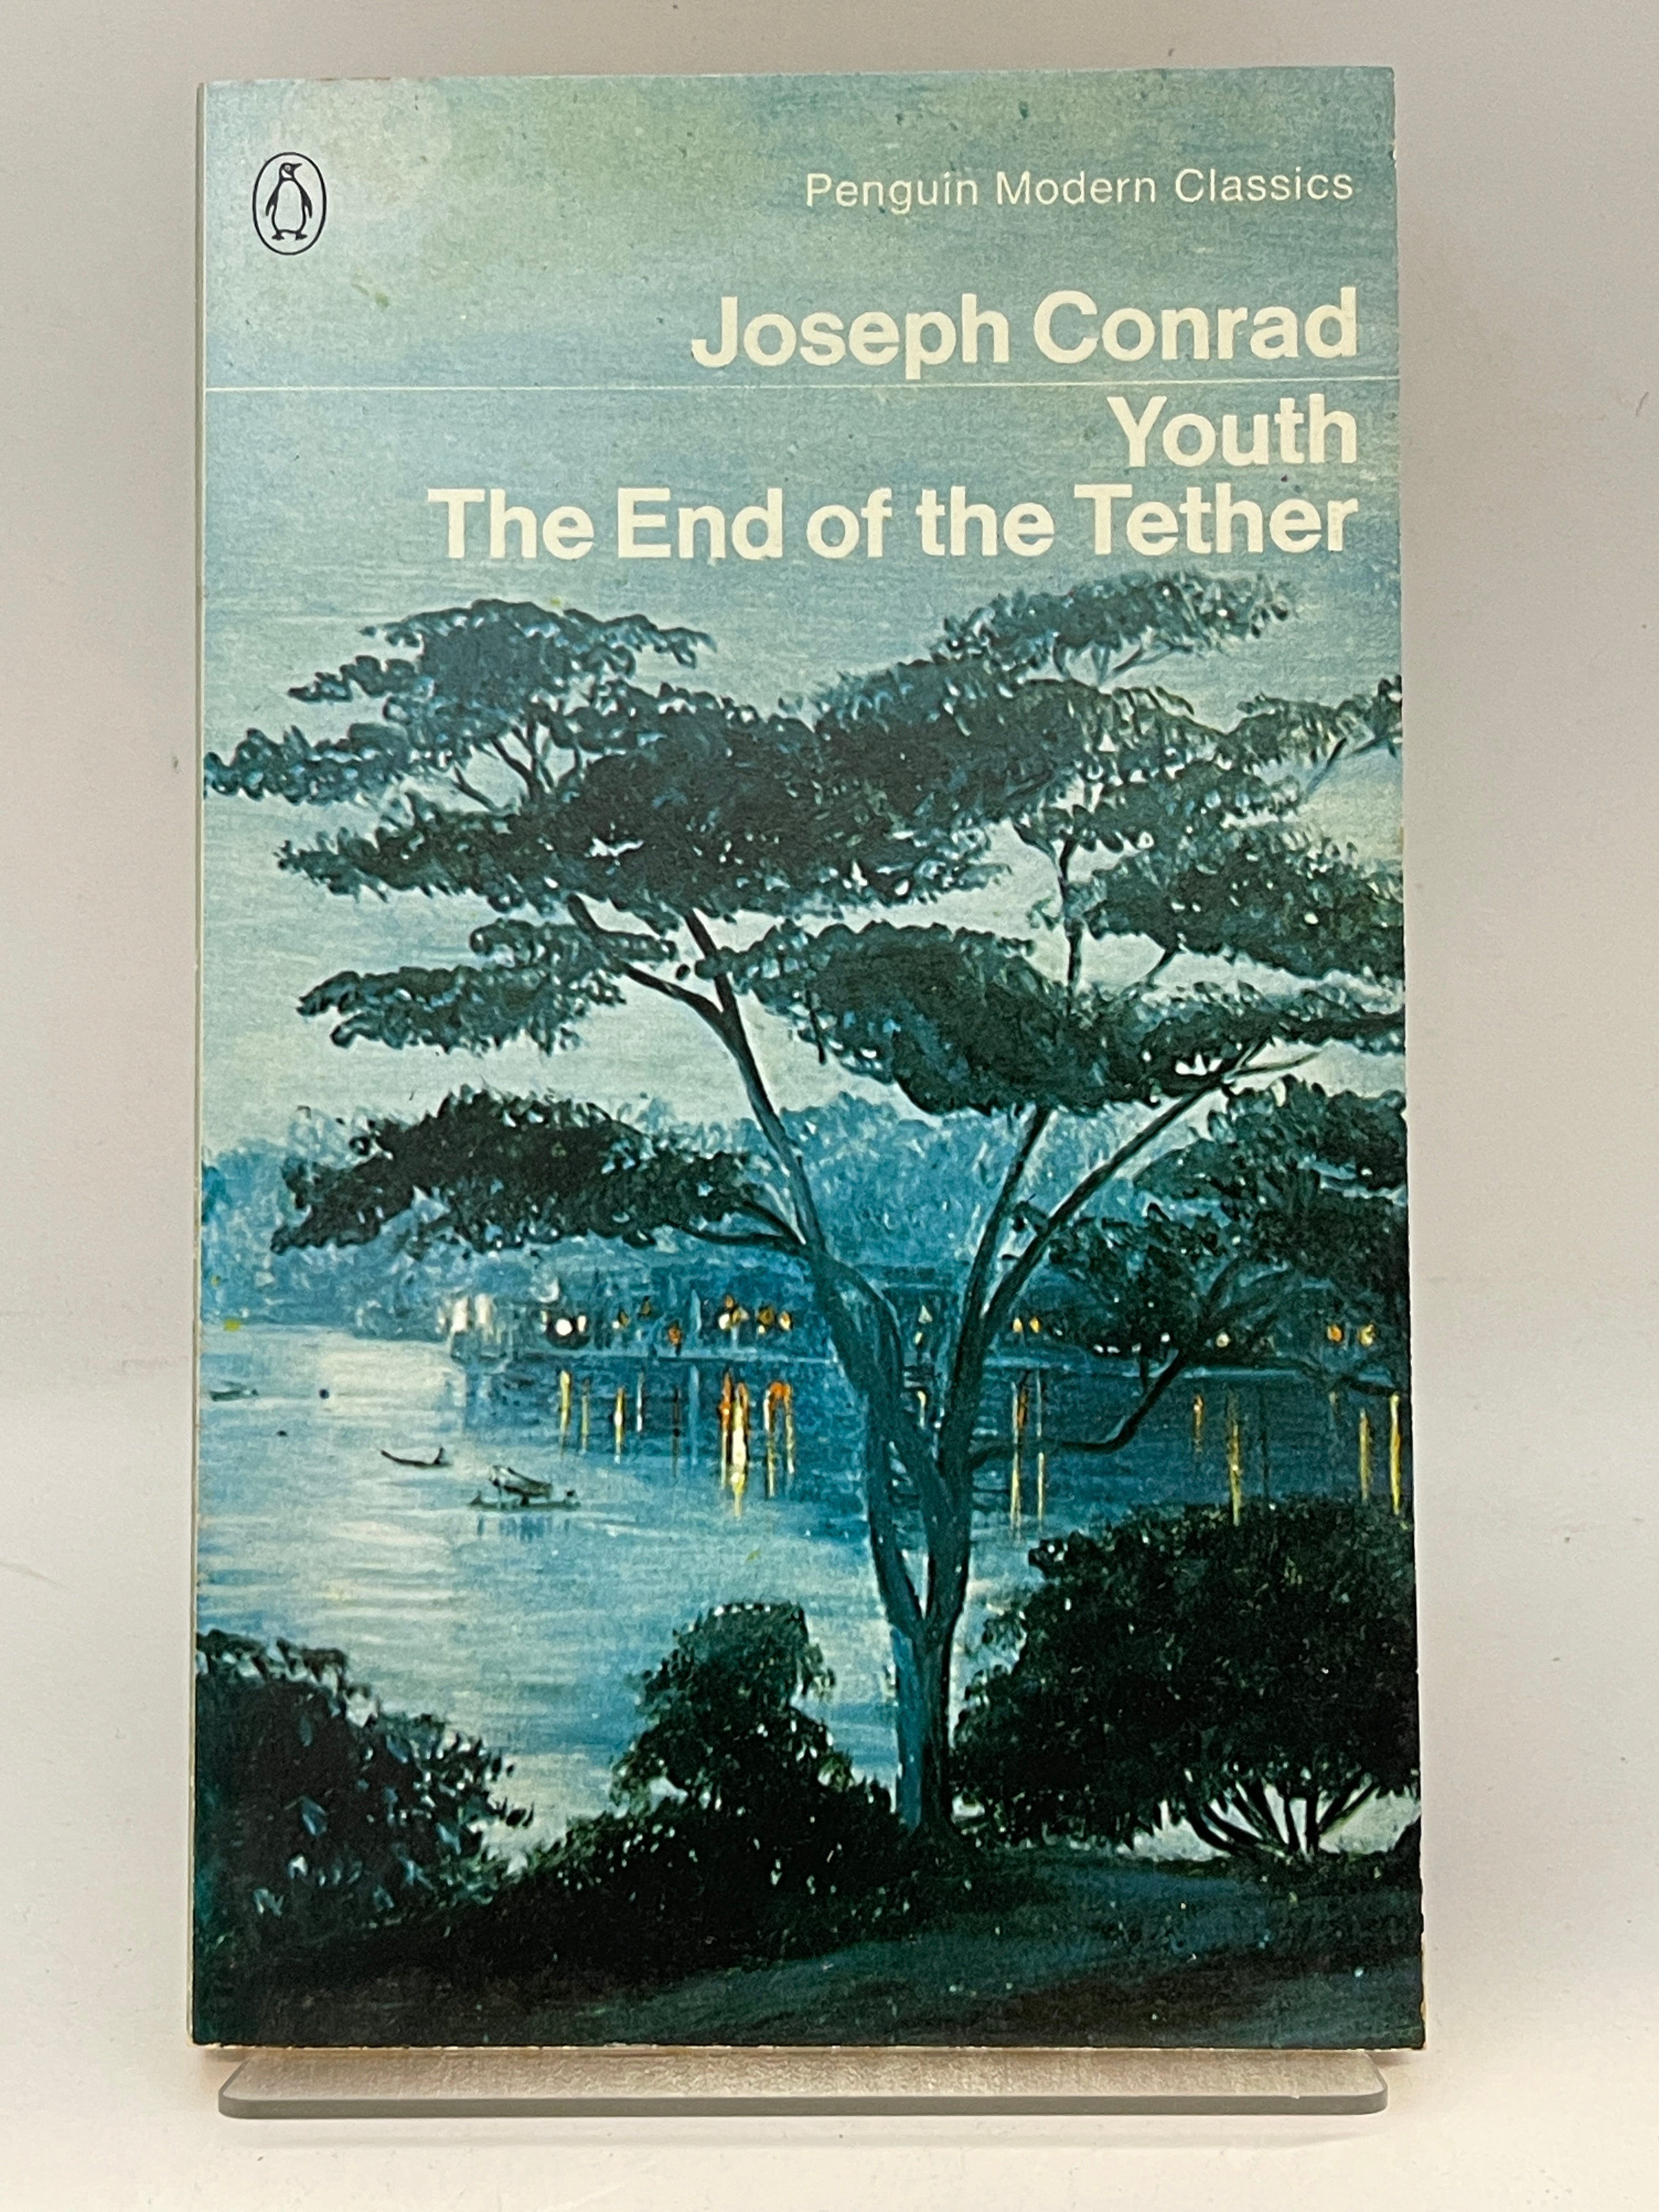 Penguin Modern Classics
Joseph Conrad
Youth
The End of the Tether